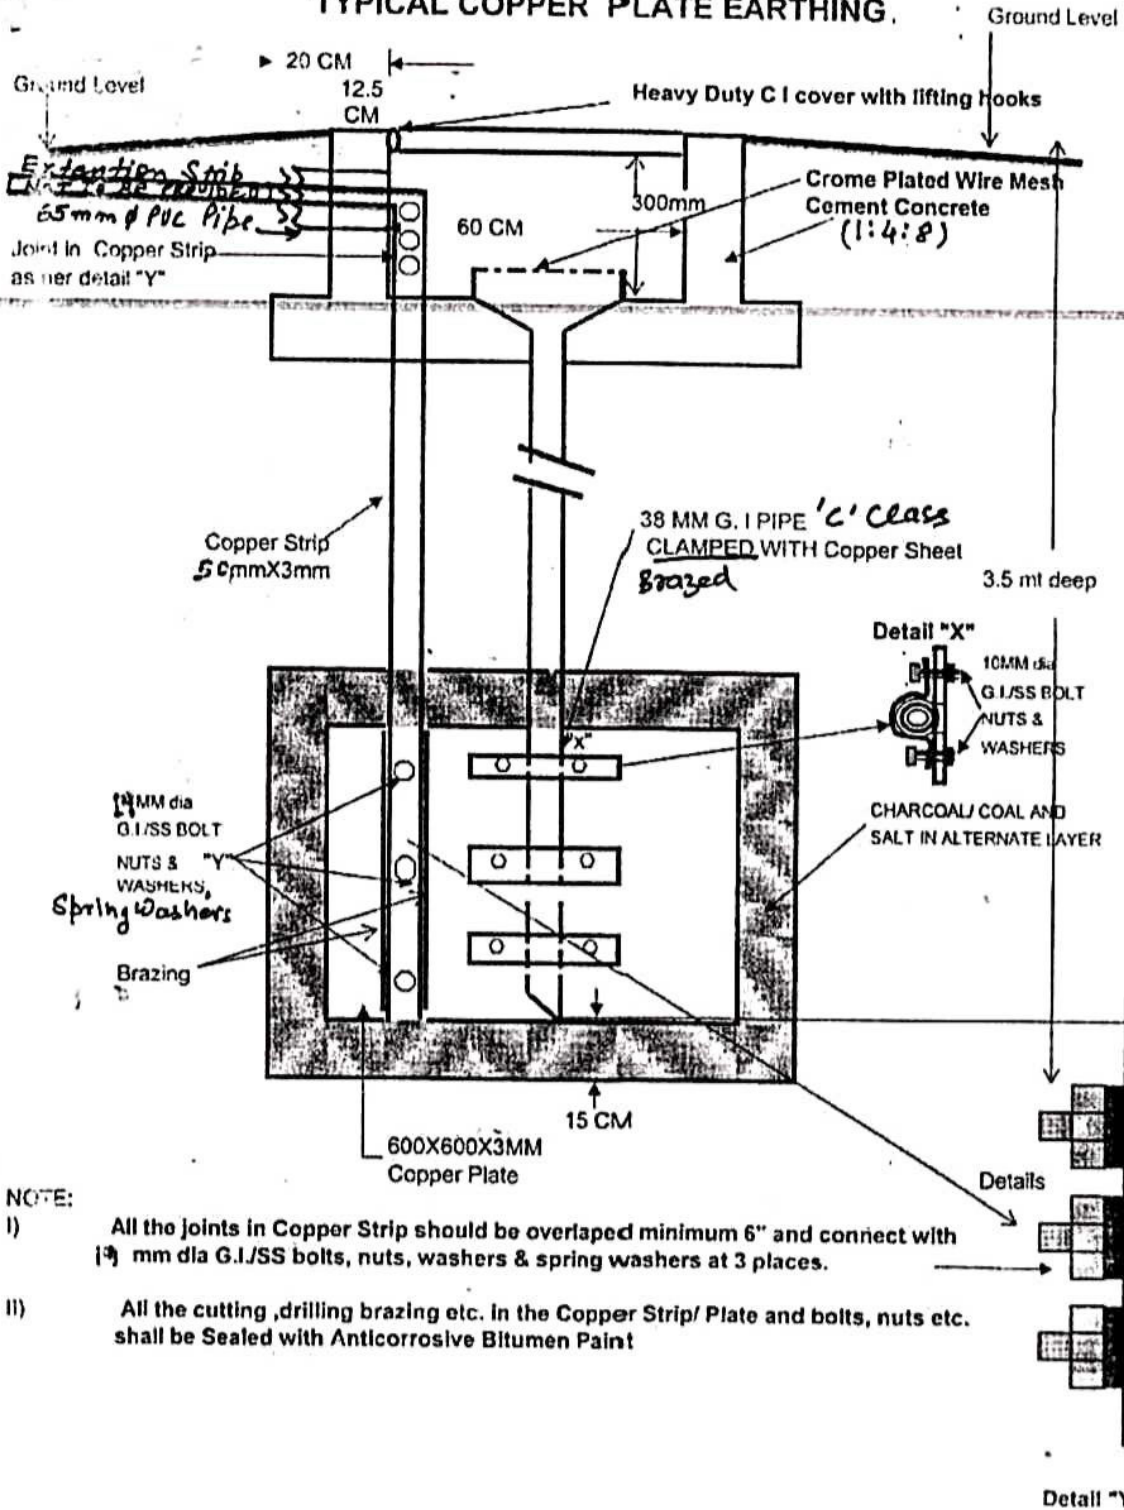 TYPICAL COPPER PLATE EARTHING.
Ground Level
20 CM
12.5
CM
Ground Level
Heavy Duty C I cover with lifting hooks
Extantion Strip
65mm φ PVC Pipe
Joint in Copper Strip
as per detail "Y"
60 CM
300mm
Crome Plated Wire Mesh
Cement Concrete
(1:4:8)
Copper Strip
50mmX3mm
38 MM G. I PIPE 'C' Class
CLAMPED WITH Copper Sheet
Brazed
3.5 mt deep
Detail "X"
10MM dia
G.I./SS BOLT
NUTS &
WASHERS
"X"
CHARCOAL/ COAL AND
SALT IN ALTERNATE LAYER
MM dia
G.I./SS BOLT
NUTS & "Y"
WASHERS,
Spring Washers
Brazing
15 CM
600X600X3MM
Copper Plate
Details
NOTE:
I) All the joints in Copper Strip should be overlaped minimum 6" and connect with
mm dia G.I./SS bolts, nuts, washers & spring washers at 3 places.
II) All the cutting ,drilling brazing etc. in the Copper Strip/ Plate and bolts, nuts etc.
shall be Sealed with Anticorrosive Bitumen Paint
Detail "Y